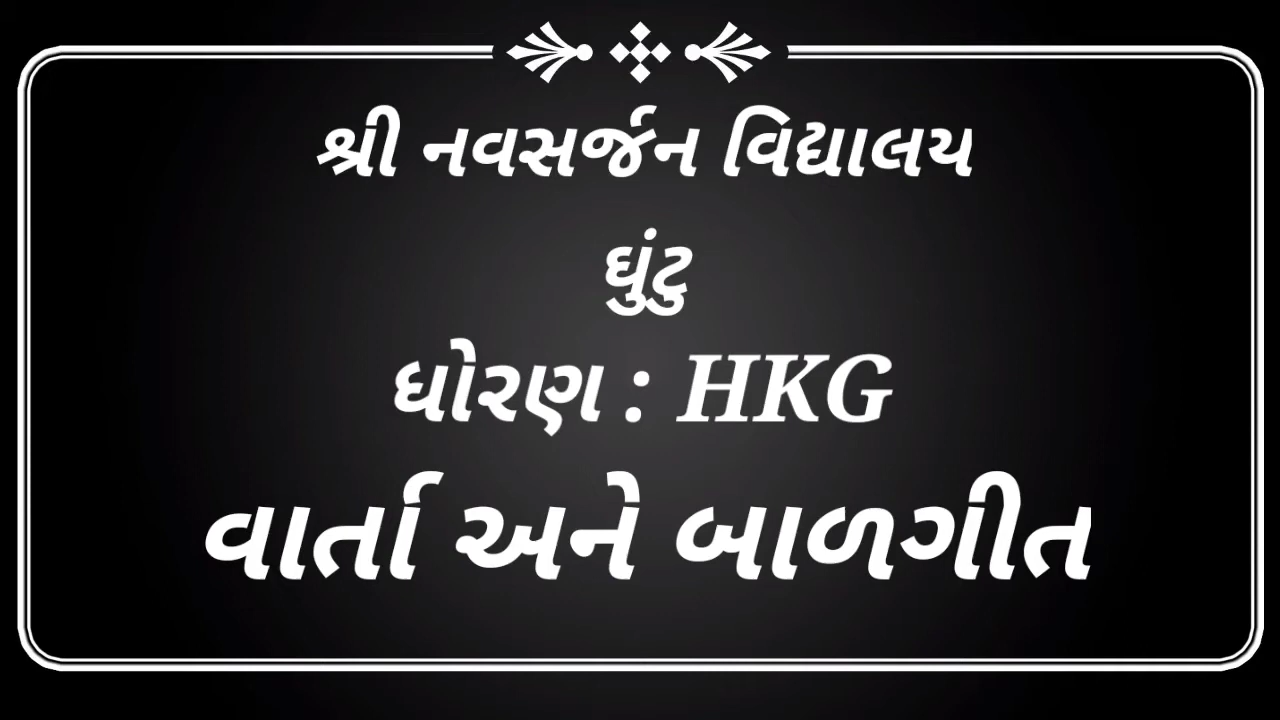 શ્રી નવસર્જન વિદ્યાલય
ઘુંટુ
ધોરણ : HKG
વાર્તા અને બાળગીત